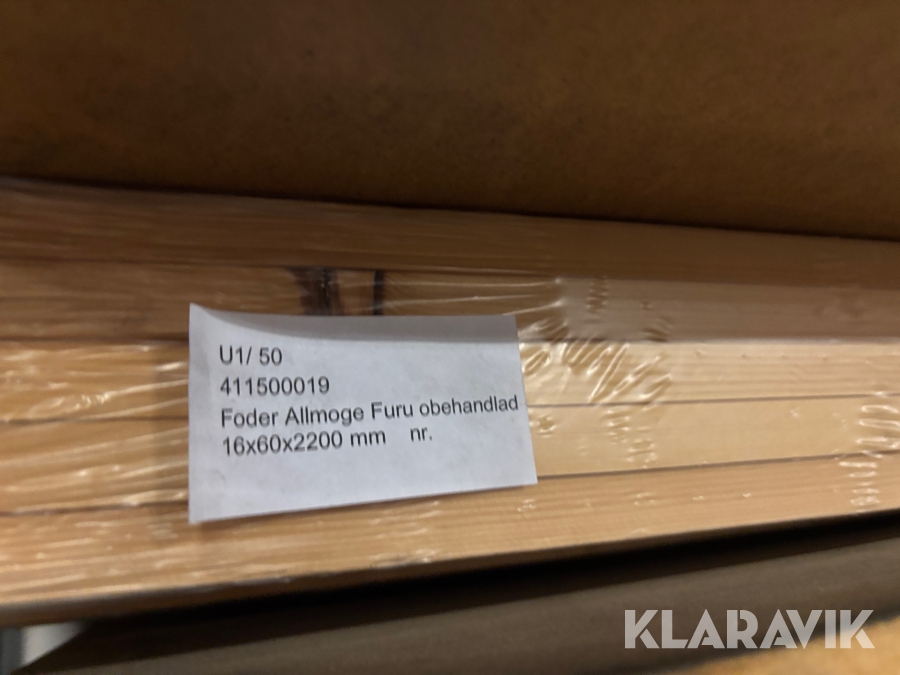 U1/ 50
411500019
Foder Allmoge Furu obehandlad
16x60x2200 mm nr.
KLARAVIK